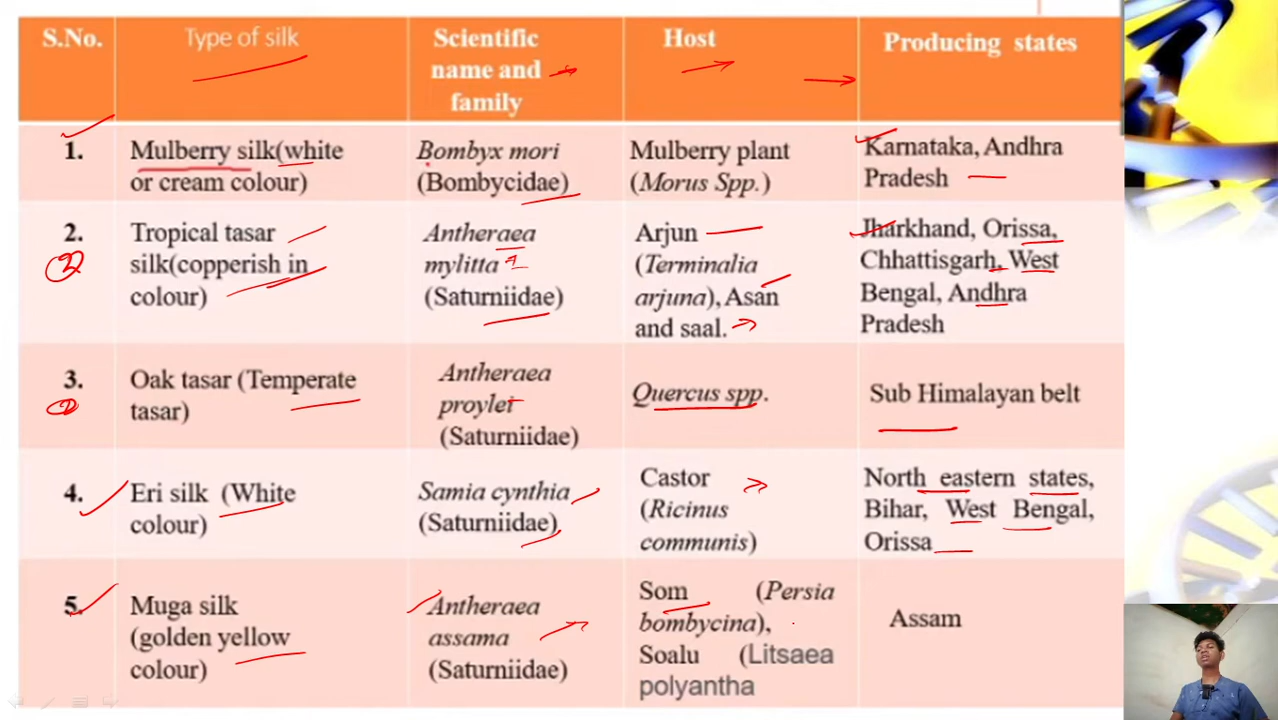 S.No. Type of silk Scientific name and family Host Producing states
1. Mulberry silk(white or cream colour) Bombyx mori (Bombycidae) Mulberry plant (Morus Spp.) Karnataka, Andhra Pradesh
2. Tropical tasar silk(copperish in colour) Antheraea mylitta (Saturniidae) Arjun (Terminalia arjuna), Asan and saal. Jharkhand, Orissa, Chhattisgarh, West Bengal, Andhra Pradesh
3. Oak tasar (Temperate tasar) Antheraea proylei (Saturniidae) Quercus spp. Sub Himalayan belt
4. Eri silk (White colour) Samia cynthia (Saturniidae) Castor (Ricinus communis) North eastern states, Bihar, West Bengal, Orissa
5. Muga silk (golden yellow colour) Antheraea assama (Saturniidae) Som (Persia bombycina), Soalu (Litsaea polyantha Assam